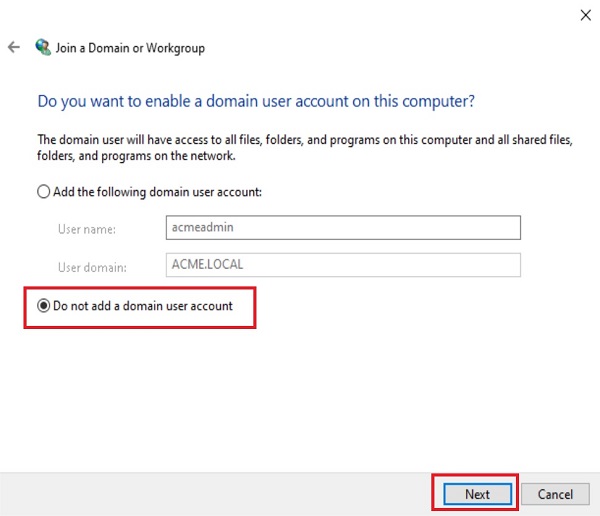 Join a Domain or Workgroup
Do you want to enable a domain user account on this computer?
The domain user will have access to all files, folders, and programs on this computer and all shared files,
folders, and programs on the network.
Add the following domain user account:
User name: acmeadmin
User domain: ACME.LOCAL
Do not add a domain user account
Next Cancel